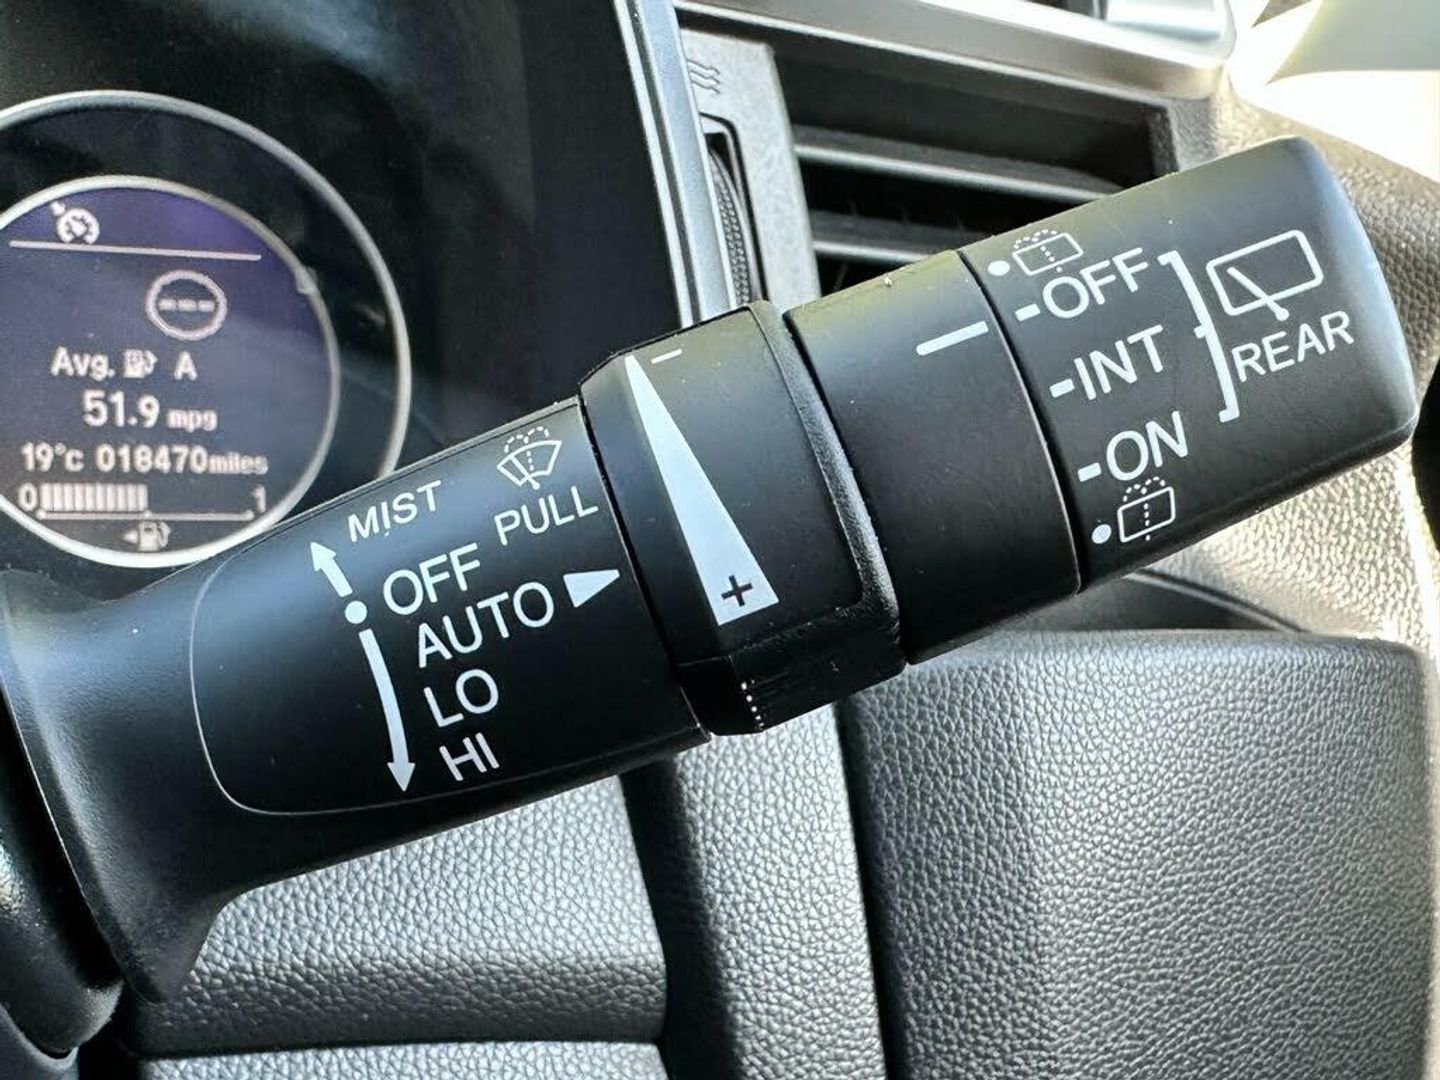 Avg. A
51.9 mpg
19°c 018470miles
0 1
MIST
PULL
OFF
AUTO
LO
HI
−
+
OFF
INT
ON
REAR